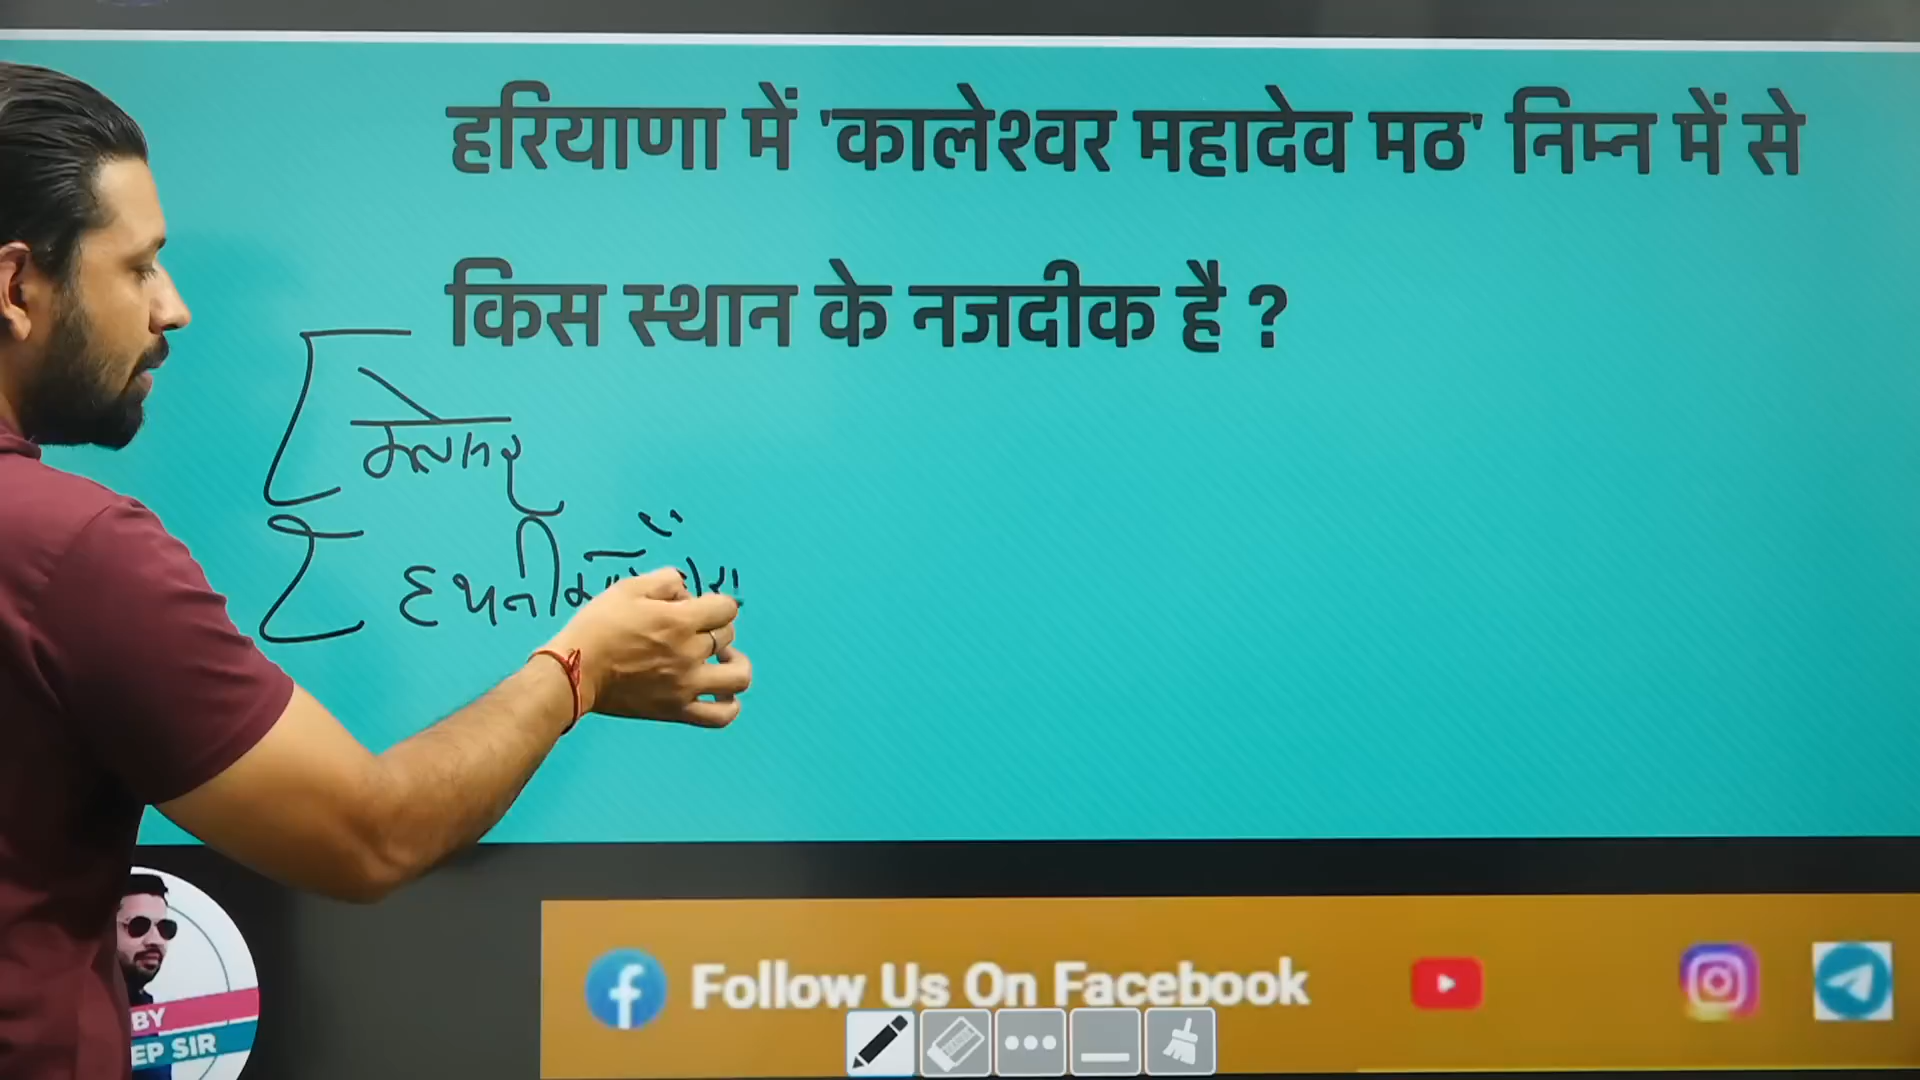 हरियाणा में 'कालेश्वर महादेव मठ' निम्न में से
किस स्थान के नजदीक है ?
BY
EP SIR
Follow Us On Facebook